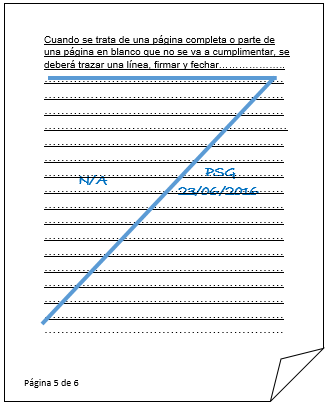 Cuando se trata de una página completa o parte de
una página en blanco que no se va a cumplimentar, se
deberá trazar una línea, firmar y fechar………………..
PSG
N/A
23/06/2016
Página 5 de 6